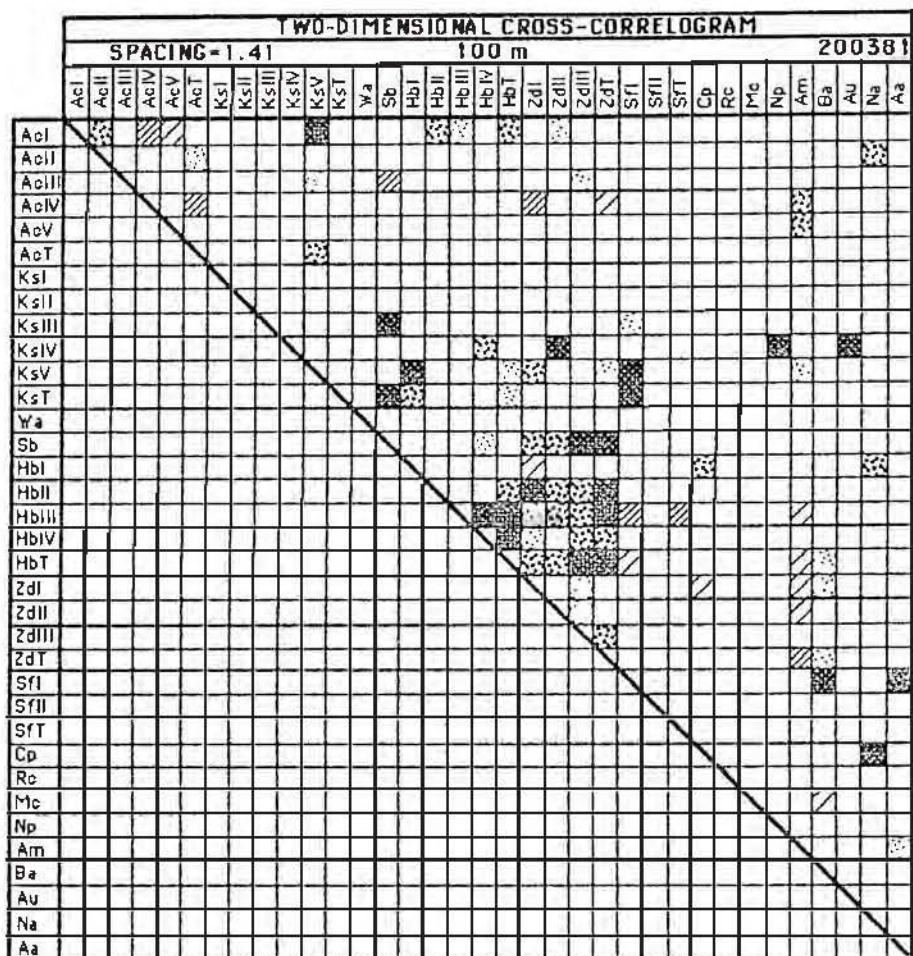 TWO-DIMENSIONAL CROSS-CORRELOGRAM
SPACING=1.41 100 m 200381
AcI AcII AcIII AcIV AcV AcT KsI KsII KsIII KsIV KsV KsT Wa Sb HbI HbII HbIII HbIV HbT ZdI ZdII ZdIII ZdT SfI SfII SfT Cp Rc Mc Np Am Ba Au Na Aa
AcI
AcII
AcIII
AcIV
AcV
AcT
KsI
KsII
KsIII
KsIV
KsV
KsT
Wa
Sb
HbI
HbII
HbIII
HbIV
HbT
ZdI
ZdII
ZdIII
ZdT
SfI
SfII
SfT
Cp
Rc
Mc
Np
Am
Ba
Au
Na
Aa